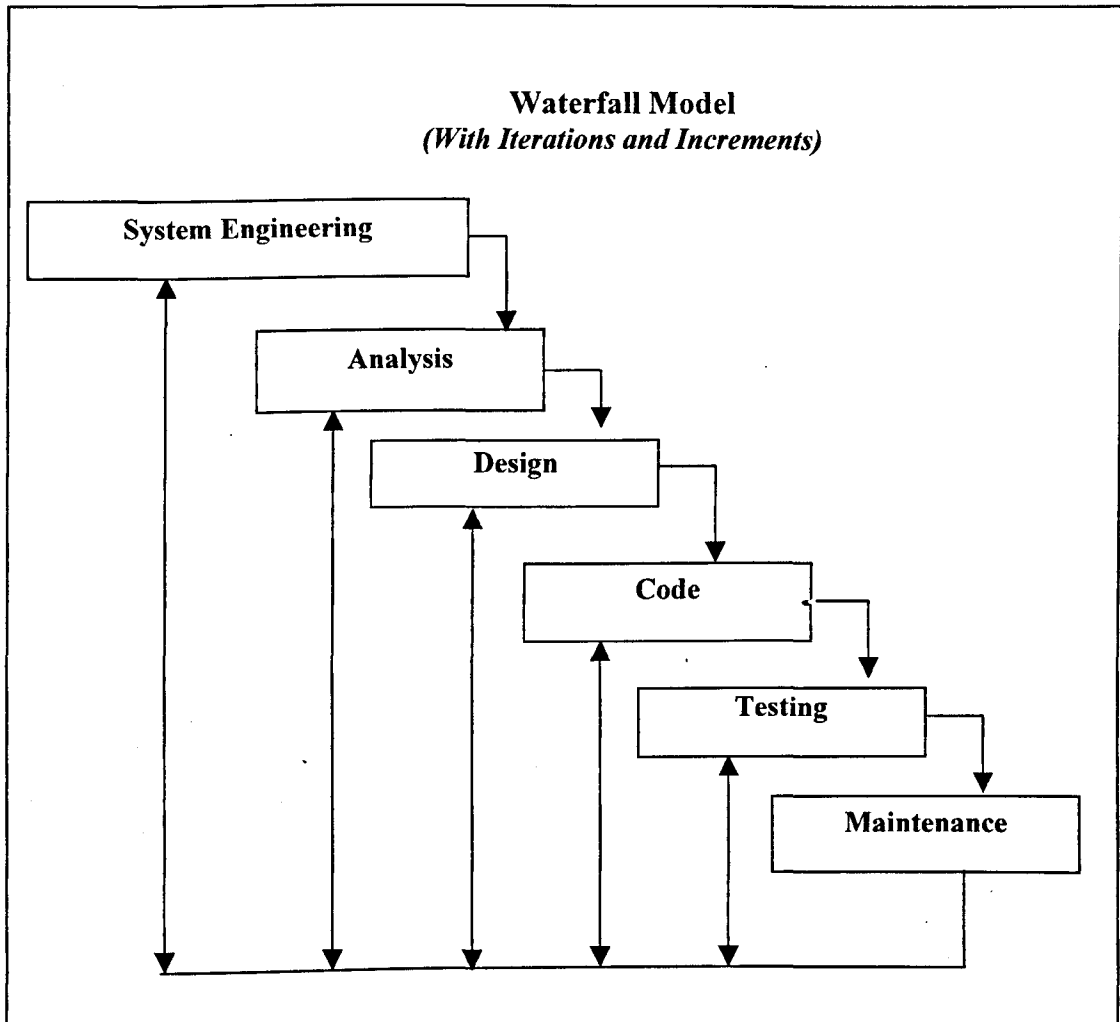 Waterfall Model
(With Iterations and Increments)
System Engineering
Analysis
Design
Code
Testing
Maintenance